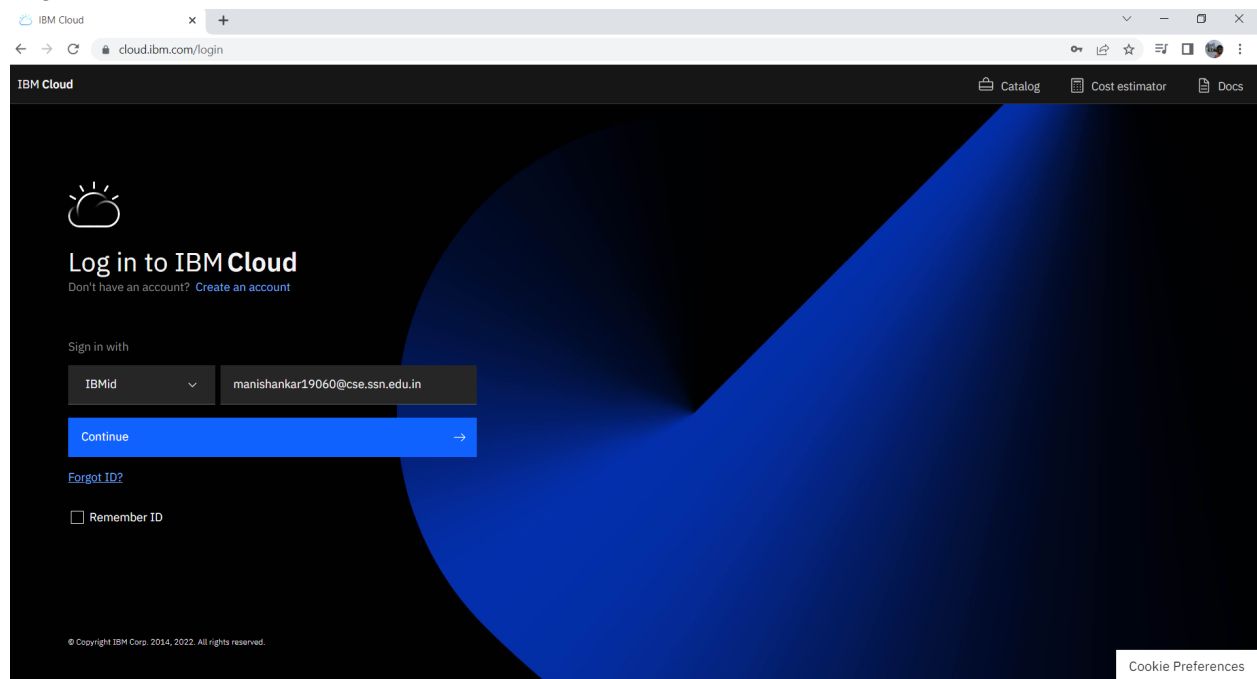 IBM Cloud
cloud.ibm.com/login
IBM Cloud
Catalog
Cost estimator
Docs
Log in to IBM Cloud
Don't have an account? Create an account
Sign in with
IBMid
manishankar19060@cse.ssn.edu.in
Continue
Forgot ID?
Remember ID
© Copyright IBM Corp. 2014, 2022. All rights reserved.
Cookie Preferences